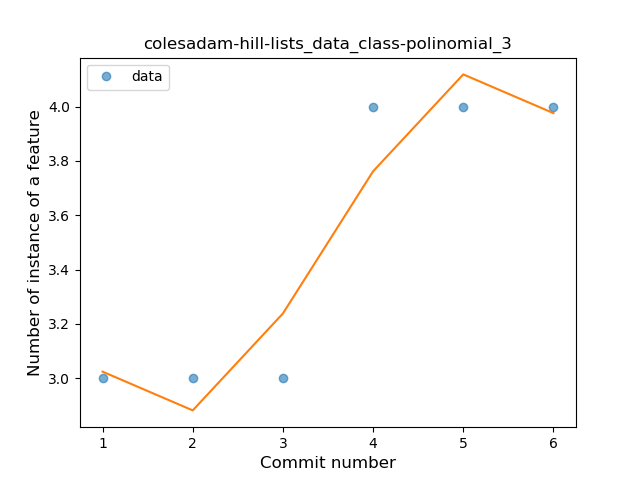 colesadam-hill-lists_data_class-polinomial_3
data
Number of instance of a feature
4.0
3.8
3.6
3.4
3.2
3.0
1 2 3 4 5 6
Commit number